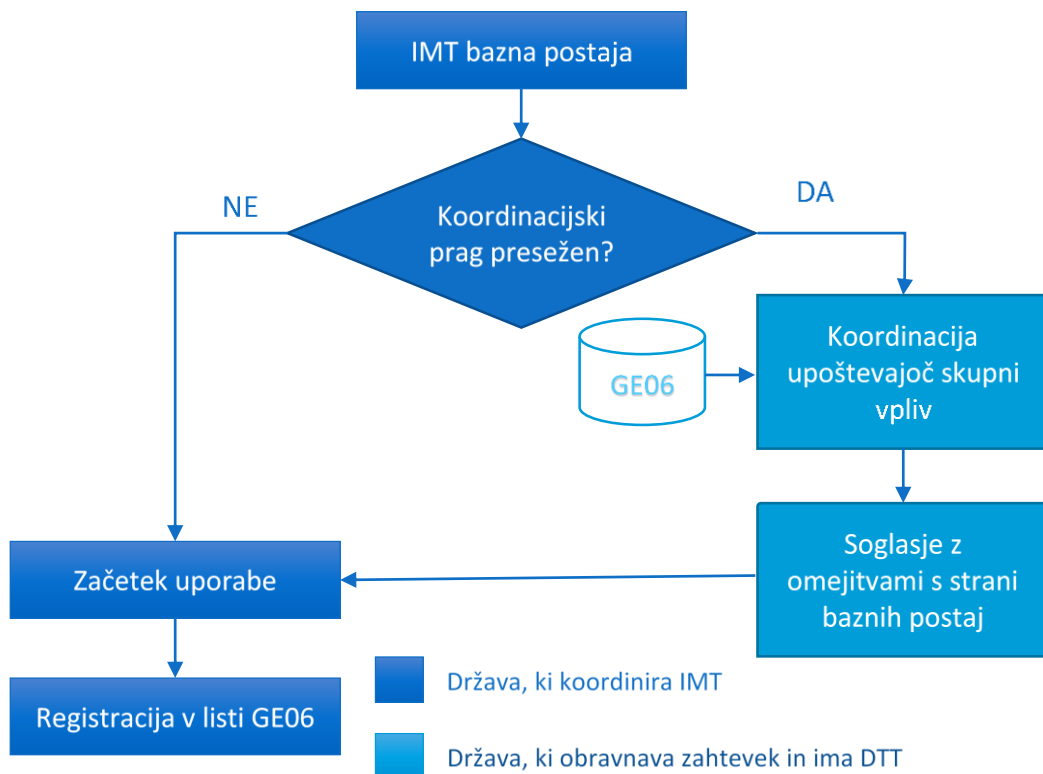 IMT bazna postaja
Koordinacijski
prag presežen?
NE
DA
Koordinacija
upoštevajoč skupni
vpliv
GE06
Soglasje z
omejitvami s strani
baznih postaj
Začetek uporabe
Registracija v listi GE06
Država, ki koordinira IMT
Država, ki obravnava zahtevek in ima DTT